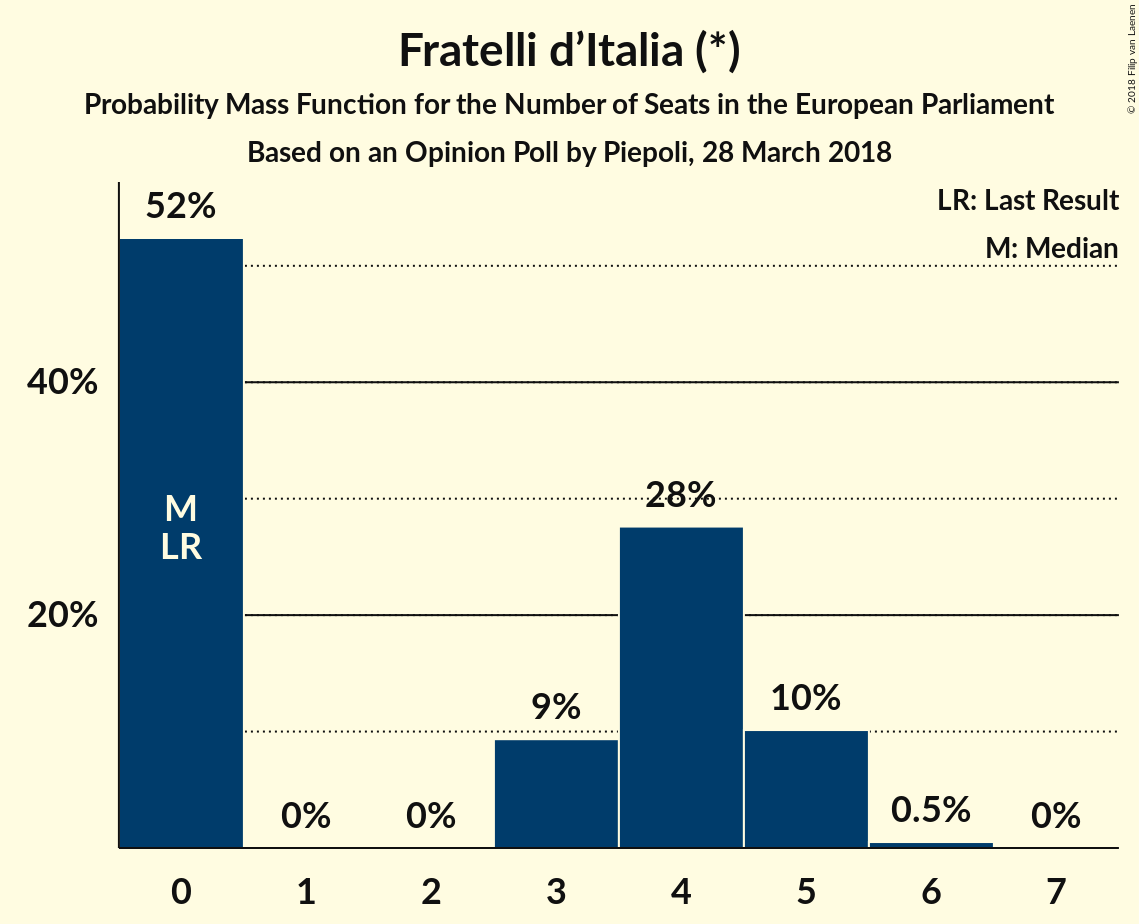 Fratelli d’Italia (*)
Probability Mass Function for the Number of Seats in the European Parliament
Based on an Opinion Poll by Piepoli, 28 March 2018
© 2018 Filip van Laenen
LR: Last Result
M: Median
52%
40%
20%
M
LR
0%
0%
9%
28%
10%
0.5%
0%
0
1
2
3
4
5
6
7